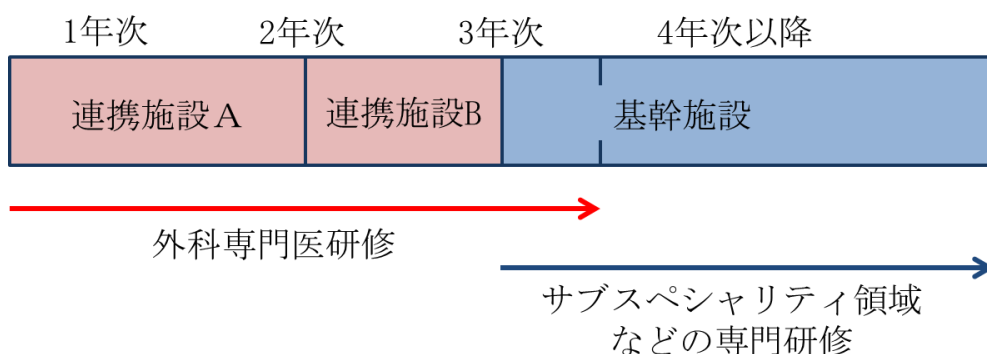 1年次 2年次 3年次 4年次以降
連携施設A 連携施設B 基幹施設
外科専門医研修
サブスペシャリティ領域
などの専門研修